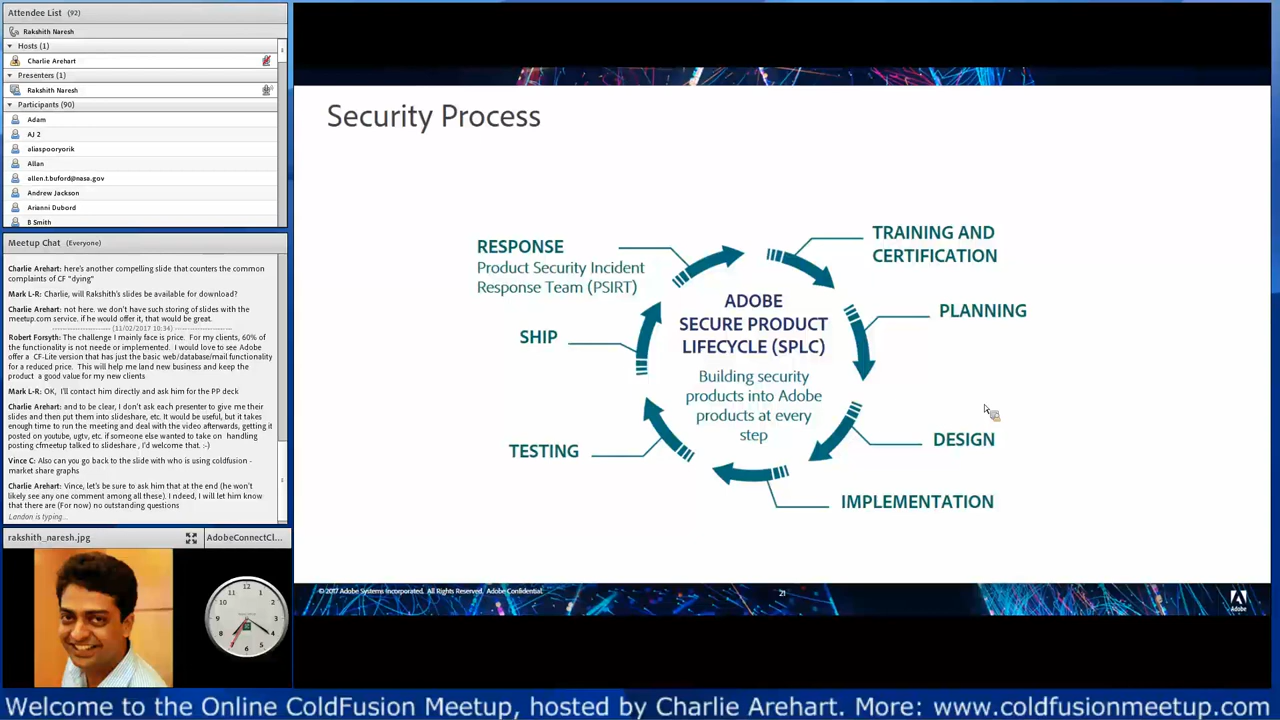 Attendee List (92)
Rakshith Naresh
Hosts (1)
Charlie Arehart
Presenters (1)
Rakshith Naresh
Participants (90)
Adam
AJ 2
aliaspooryorik
Allan
allen.t.buford@nasa.gov
Andrew Jackson
Arianni Dubord
B Smith
Meetup Chat (Everyone)
Charlie Arehart: here's another compelling slide that counters the common
complaints of CF "dying"
Mark L-R: Charlie, will Rakshith's slides be available for download?
Charlie Arehart: not here. we don't have such storing of slides with the
meetup.com service. if he would offer it, that would be great.
(11/02/2017 10:34)
Robert Forsyth: The challenge I mainly face is price. For my clients, 60% of
the functionality is not neede or implemented. I would love to see Adobe
offer a CF-Lite version that has just the basic web/database/mail functionality
for a reduced price. This will help me land new business and keep the
product a good value for my new clients
Mark L-R: OK, I'll contact him directly and ask him for the PP deck
Charlie Arehart: and to be clear, I don't ask each presenter to give me their
slides and then put them into slideshare, etc. It would be useful, but it takes
enough time to run the meeting and deal with the video afterwards, getting it
posted on youtube, ugtv, etc. if someone else wanted to take on handling
posting cfmeetup talked to slideshare , I'd welcome that. :-)
Vince C: Also can you go back to the slide with who is using coldfusion -
market share graphs
Charlie Arehart: Vince, let's be sure to ask him that at the end (he won't
likely see any one comment among all these). I indeed, I will let him know
that there are (For now) no outstanding questions
Landon is typing...
rakshith_naresh.jpg
AdobeConnectCl...
12
1
2
3
4
5
6
7
8
9
10
11
Security Process
RESPONSE
Product Security Incident
Response Team (PSIRT)
TRAINING AND
CERTIFICATION
PLANNING
ADOBE
SECURE PRODUCT
LIFECYCLE (SPLC)
Building security
products into Adobe
products at every
step
SHIP
DESIGN
TESTING
IMPLEMENTATION
© 2017 Adobe Systems Incorporated. All Rights Reserved. Adobe Confidential.
21
Adobe
Welcome to the Online ColdFusion Meetup, hosted by Charlie Arehart. More: www.coldfusionmeetup.com